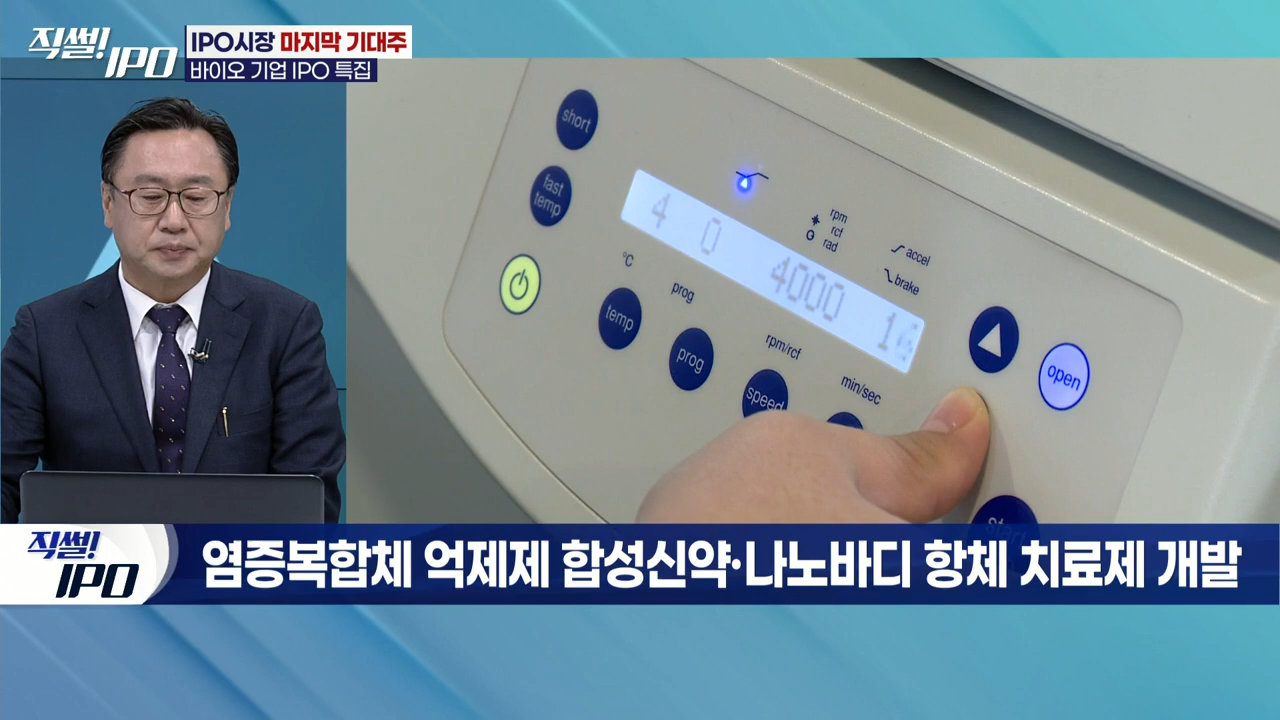 직썰!
IPO
IPO시장 마지막 기대주
바이오 기업 IPO 특집
short
fast
temp
4 0 4000 16
rpm
rcf
rad
accel
brake
°C
prog
rpm/rcf
min/sec
temp
prog
speed
open
start
직썰!
IPO
염증복합체 억제제 합성신약·나노바디 항체 치료제 개발